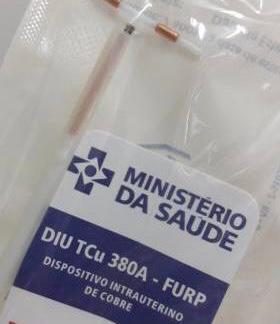 MINISTÉRIO
DA SAÚDE
DIU TCu 380A - FURP
DISPOSITIVO INTRAUTERINO
DE COBRE